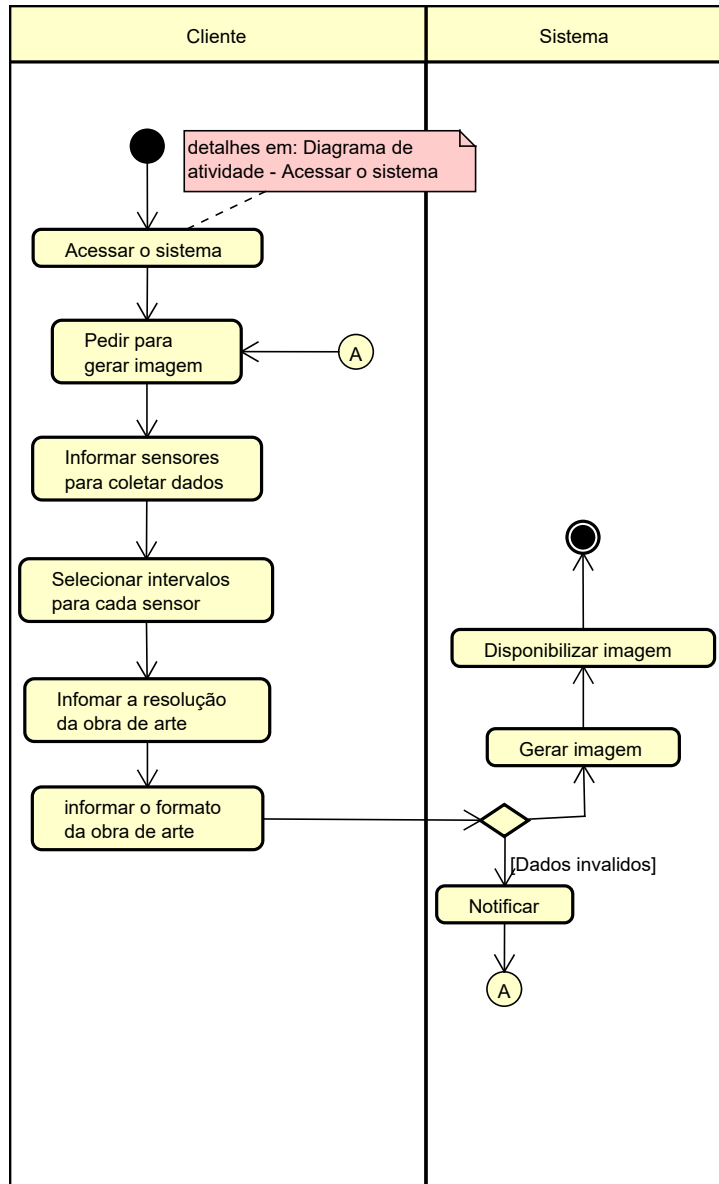 Cliente
Sistema
detalhes em: Diagrama de
atividade - Acessar o sistema
Acessar o sistema
Pedir para
gerar imagem
A
Informar sensores
para coletar dados
Selecionar intervalos
para cada sensor
Disponibilizar imagem
Infomar a resolução
da obra de arte
Gerar imagem
informar o formato
da obra de arte
[Dados invalidos]
Notificar
A